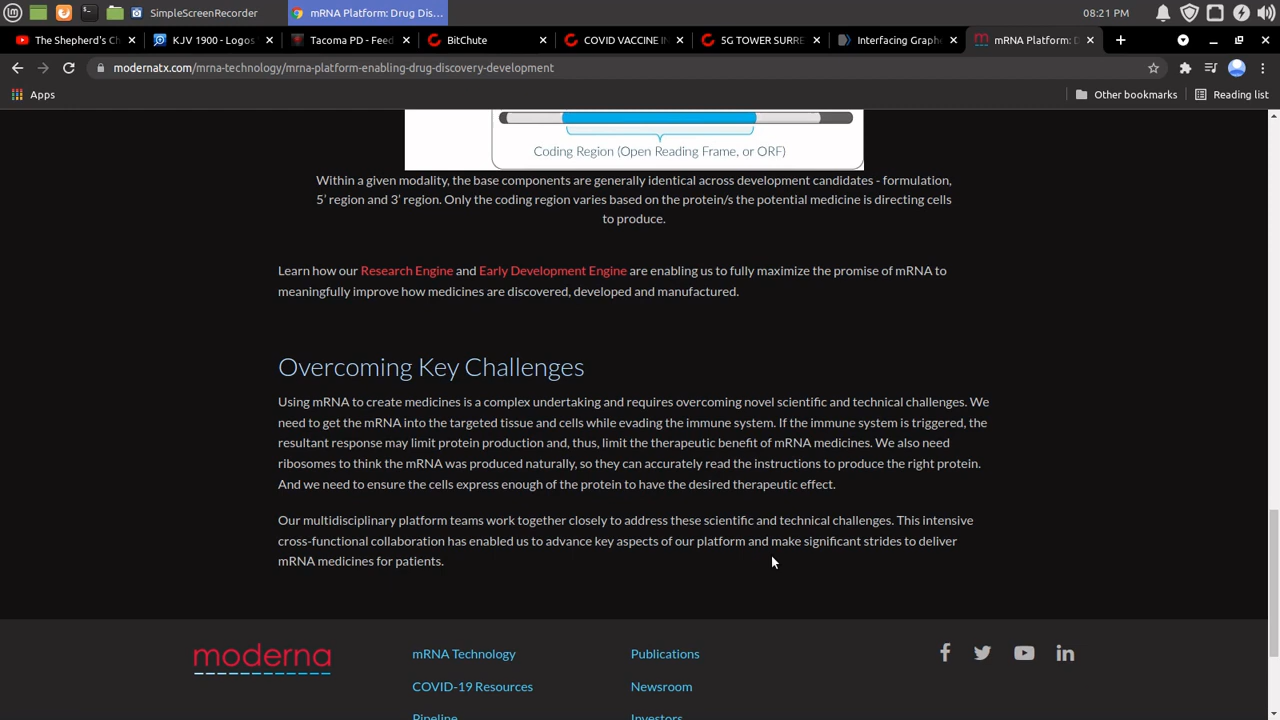 SimpleScreenRecorder
mRNA Platform: Drug Dis...
08:21 PM
The Shepherd's Ch
KJV 1900 - Logos
Tacoma PD - Feed
BitChute
COVID VACCINE IN
5G TOWER SURRE
Interfacing Graph
mRNA Platform: D
modernatx.com/mrna-technology/mrna-platform-enabling-drug-discovery-development
Apps
Other bookmarks
Reading list
Coding Region (Open Reading Frame, or ORF)
Within a given modality, the base components are generally identical across development candidates - formulation,
5' region and 3' region. Only the coding region varies based on the protein/s the potential medicine is directing cells
to produce.
Learn how our Research Engine and Early Development Engine are enabling us to fully maximize the promise of mRNA to
meaningfully improve how medicines are discovered, developed and manufactured.
Overcoming Key Challenges
Using mRNA to create medicines is a complex undertaking and requires overcoming novel scientific and technical challenges. We
need to get the mRNA into the targeted tissue and cells while evading the immune system. If the immune system is triggered, the
resultant response may limit protein production and, thus, limit the therapeutic benefit of mRNA medicines. We also need
ribosomes to think the mRNA was produced naturally, so they can accurately read the instructions to produce the right protein.
And we need to ensure the cells express enough of the protein to have the desired therapeutic effect.
Our multidisciplinary platform teams work together closely to address these scientific and technical challenges. This intensive
cross-functional collaboration has enabled us to advance key aspects of our platform and make significant strides to deliver
mRNA medicines for patients.
moderna
mRNA Technology
Publications
COVID-19 Resources
Newsroom
Pipeline
Investors